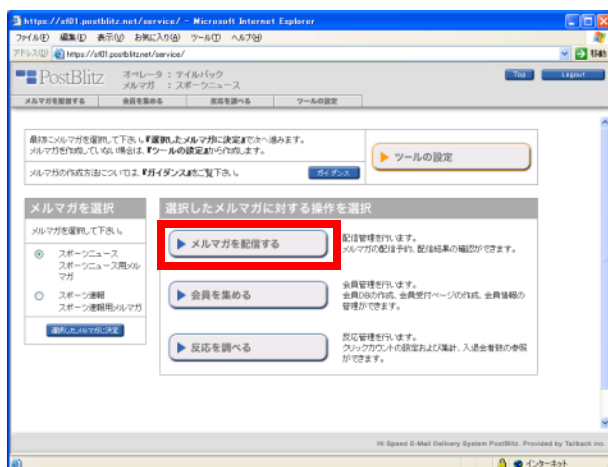 https://sf01.postblitz.net/service/ - Microsoft Internet Explorer
ファイル(F) 編集(E) 表示(V) お気に入り(A) ツール(T) ヘルプ(H)
アドレス(D) https://sf01.postblitz.net/service/ 移動
PostBlitz オペレータ : テイルバック Top Logout
メルマガ : スポーツニュース
メルマガを配信する 会員を集める 反応を調べる ツールの設定
最初にメルマガを選択して下さい。『選択したメルマガに決定』で次へ進みます。
メルマガを作成していない場合は、『ツールの設定』から作成します。
ツールの設定
メルマガの作成方法については、『ガイダンス』をご覧下さい。 ガイダンス
メルマガを選択
メルマガを選択して下さい。
スポーツニュース
スポーツニュース用メル
マガ
スポーツ速報
スポーツ速報用メルマガ
選択したメルマガに決定
選択したメルマガに対する操作を選択
メルマガを配信する
配信管理を行います。
メルマガの配信予約、配信結果の確認ができます。
会員を集める
会員管理を行います。
会員DBの作成、会員受付ページの作成、会員情報の
管理ができます。
反応を調べる
反応管理を行います。
クリックカウントの設定および集計、入退会者数の参照
ができます。
Hi Speed E-Mail Delivery System PostBlitz. Provided by Tailback inc.
インターネット